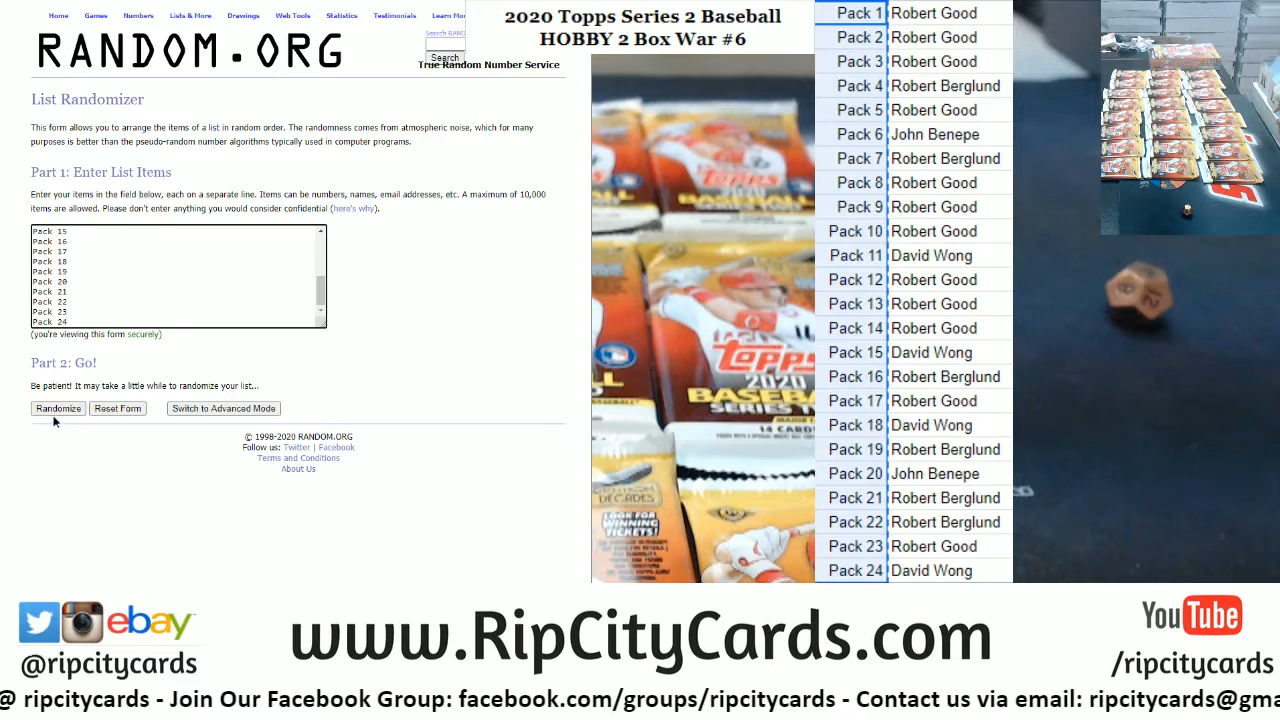 Home Games Numbers Lists & More Drawings Web Tools Statistics Testimonials Learn Mo
Search RAND
RANDOM.ORG
Search
True Random Number Service
List Randomizer
This form allows you to arrange the items of a list in random order. The randomness comes from atmospheric noise, which for many
purposes is better than the pseudo-random number algorithms typically used in computer programs.
Part 1: Enter List Items
Enter your items in the field below, each on a separate line. Items can be numbers, names, email addresses, etc. A maximum of 10,000
items are allowed. Please don't enter anything you would consider confidential (here's why).
Pack 15
Pack 16
Pack 17
Pack 18
Pack 19
Pack 20
Pack 21
Pack 22
Pack 23
Pack 24
(you're viewing this form securely)
Part 2: Go!
Be patient! It may take a little while to randomize your list...
Randomize Reset Form Switch to Advanced Mode
© 1998-2020 RANDOM.ORG
Follow us: Twitter | Facebook
Terms and Conditions
About Us
2020 Topps Series 2 Baseball
HOBBY 2 Box War #6
2020
BASEBALL
topps
2020
BASEB
SERIES
14 CARD
DECADES
LOOK FOR
WINNING
TICKETS!
Pack 1 Robert Good
Pack 2 Robert Good
Pack 3 Robert Good
Pack 4 Robert Berglund
Pack 5 Robert Good
Pack 6 John Benepe
Pack 7 Robert Berglund
Pack 8 Robert Good
Pack 9 Robert Good
Pack 10 Robert Good
Pack 11 David Wong
Pack 12 Robert Good
Pack 13 Robert Good
Pack 14 Robert Good
Pack 15 David Wong
Pack 16 Robert Berglund
Pack 17 Robert Good
Pack 18 David Wong
Pack 19 Robert Berglund
Pack 20 John Benepe
Pack 21 Robert Berglund
Pack 22 Robert Berglund
Pack 23 Robert Good
Pack 24 David Wong
ebay
@ripcitycards
www.RipCityCards.com
YouTube
/ripcitycards
@ ripcitycards - Join Our Facebook Group: facebook.com/groups/ripcitycards - Contact us via email: ripcitycards@gma